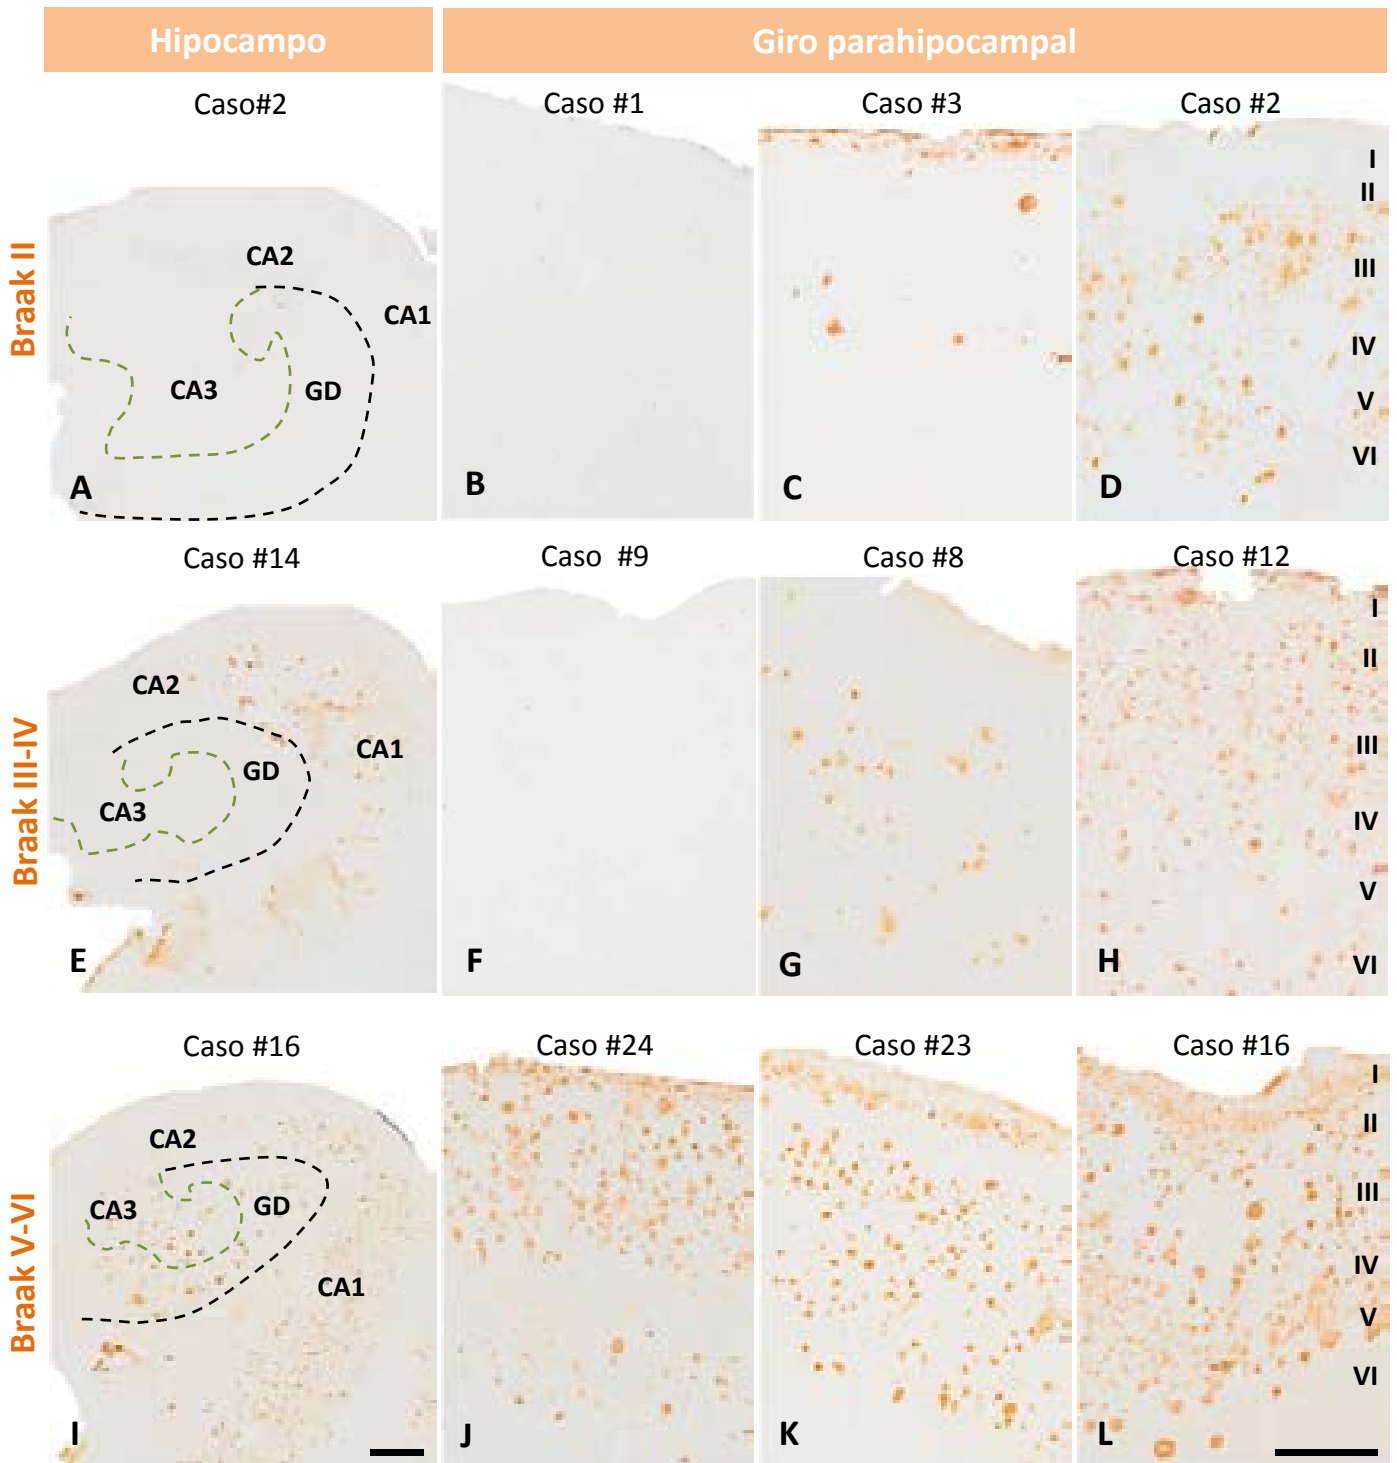 Hipocampo
Giro parahipocampal
Braak II
Caso#2
CA2
CA1
CA3
GD
A
Caso #1
B
Caso #3
C
Caso #2
I
II
III
IV
V
VI
D
Braak III-IV
Caso #14
CA2
CA1
GD
CA3
E
Caso #9
F
Caso #8
G
Caso #12
I
II
III
IV
V
VI
H
Braak V-VI
Caso #16
CA2
CA3
GD
CA1
I
Caso #24
J
Caso #23
K
Caso #16
I
II
III
IV
V
VI
L